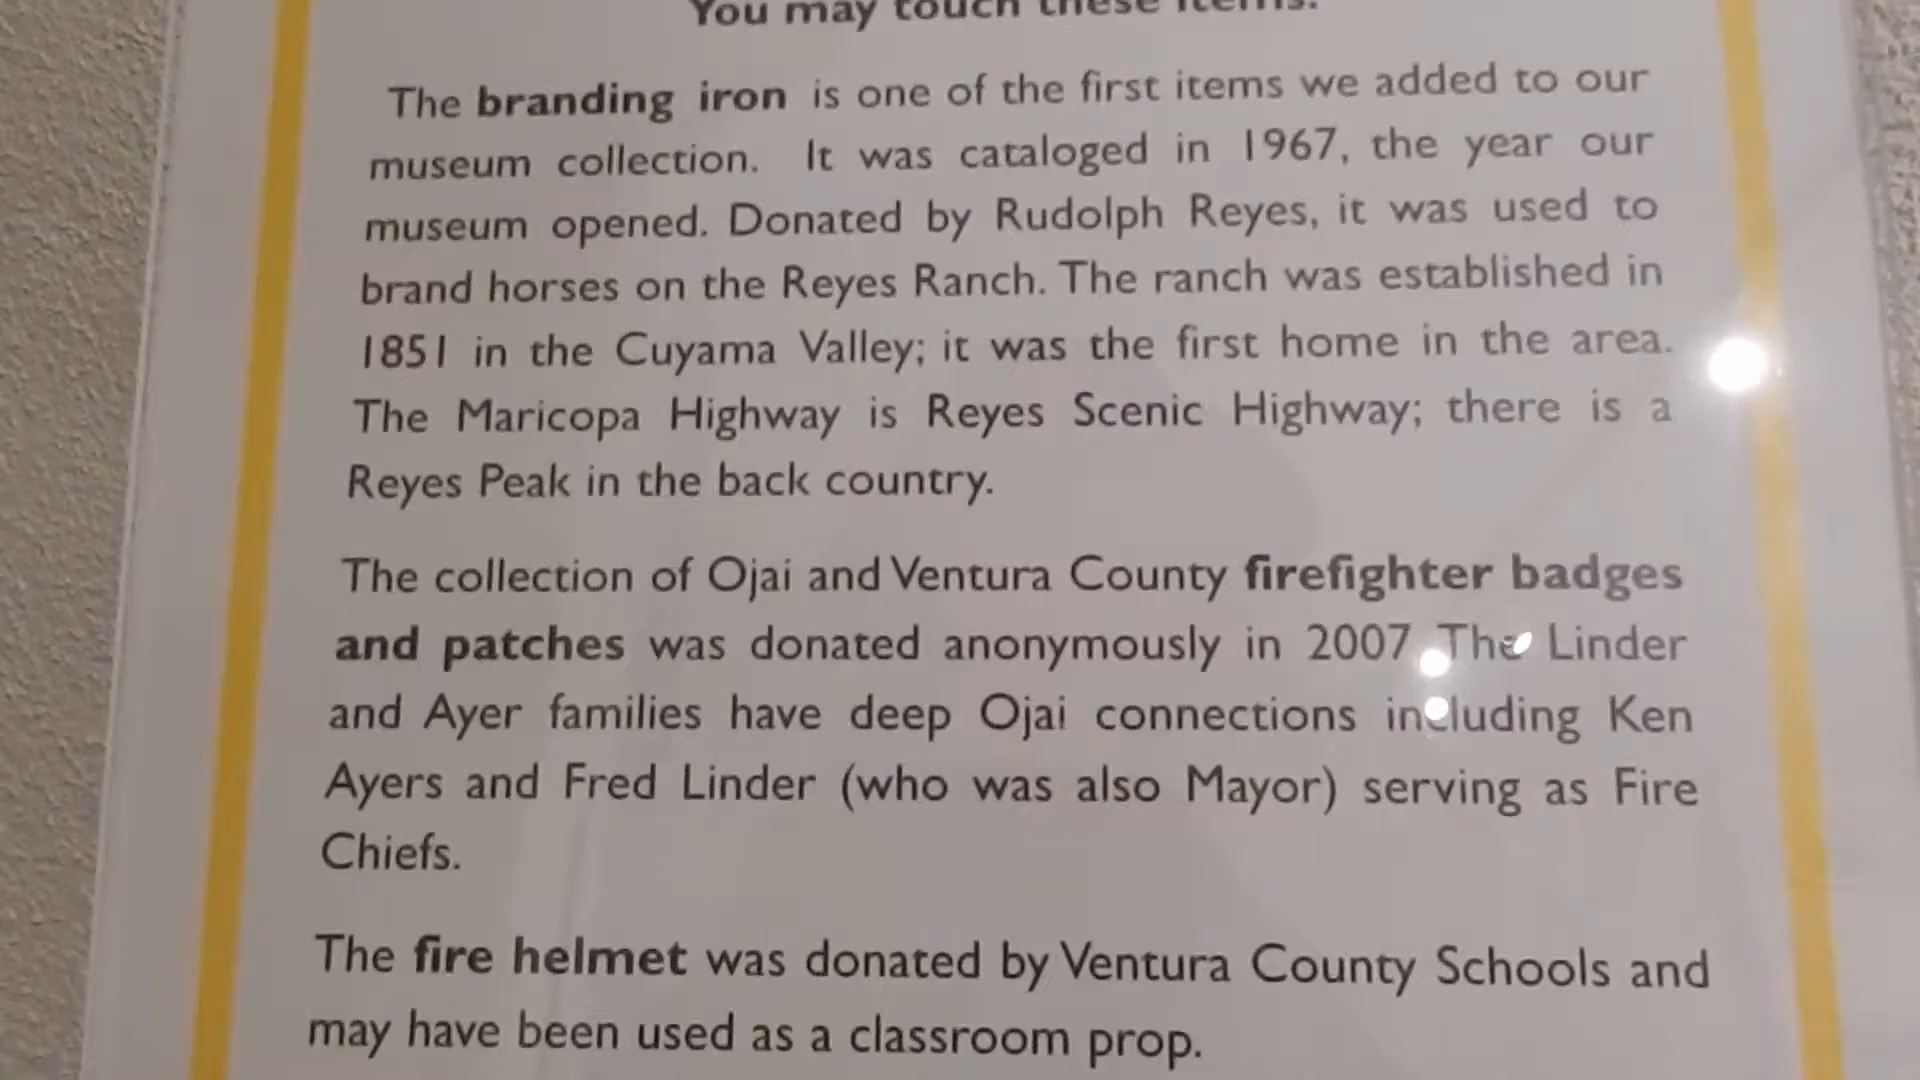 You may touch these items.
The branding iron is one of the first items we added to our
museum collection. It was cataloged in 1967, the year our
museum opened. Donated by Rudolph Reyes, it was used to
brand horses on the Reyes Ranch. The ranch was established in
1851 in the Cuyama Valley; it was the first home in the area.
The Maricopa Highway is Reyes Scenic Highway; there is a
Reyes Peak in the back country.
The collection of Ojai and Ventura County firefighter badges
and patches was donated anonymously in 2007. The Linder
and Ayer families have deep Ojai connections including Ken
Ayers and Fred Linder (who was also Mayor) serving as Fire
Chiefs.
The fire helmet was donated by Ventura County Schools and
may have been used as a classroom prop.